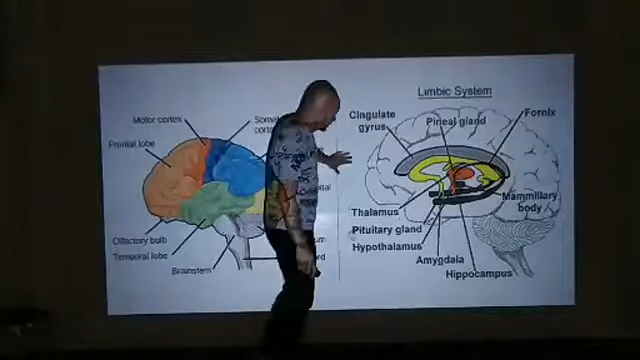 Motor cortex
Frontal lobe
Olfactory bulb
Temporal lobe
Brainstem
Limbic System
Cingulate
gyrus
Pineal gland
Fornix
Mammillary
body
Thalamus
Pituitary gland
Hypothalamus
Amygdala
Hippocampus